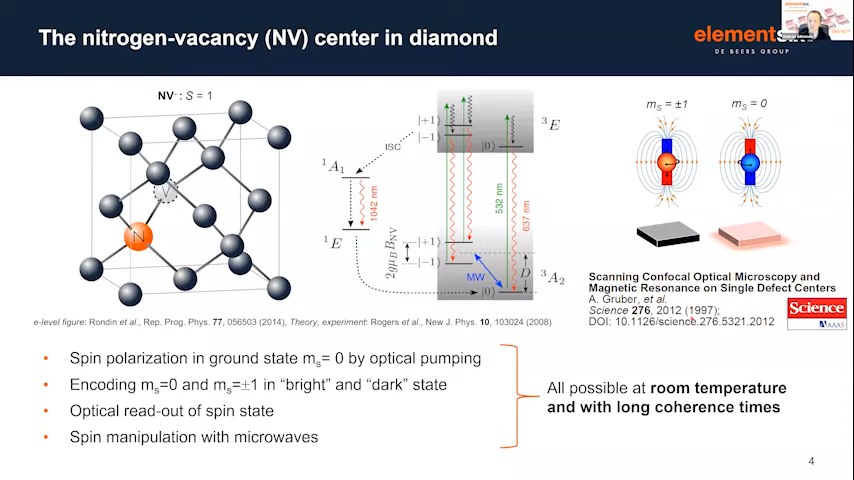 The nitrogen-vacancy (NV) center in diamond
elementsix
DE BEERS GROUP
NV⁻ : S = 1
V
N
|+1⟩
|−1⟩
|0⟩
³E
ISC
¹A₁
1042 nm
¹E
532 nm
637 nm
2gμ_B B_NV
|+1⟩
|−1⟩
MW
D
³A₂
|0⟩
m_S = ±1
m_S = 0
Scanning Confocal Optical Microscopy and
Magnetic Resonance on Single Defect Centers
A. Gruber, et al.
Science 276, 2012 (1997);
DOI: 10.1126/science.276.5321.2012
Science
AAAS
e-level figure: Rondin et al., Rep. Prog. Phys. 77, 056503 (2014), Theory, experiment: Rogers et al., New J. Phys. 10, 103024 (2008)
• Spin polarization in ground state mₛ= 0 by optical pumping
• Encoding mₛ=0 and mₛ=±1 in “bright” and “dark” state
• Optical read-out of spin state
• Spin manipulation with microwaves
All possible at room temperature
and with long coherence times
4